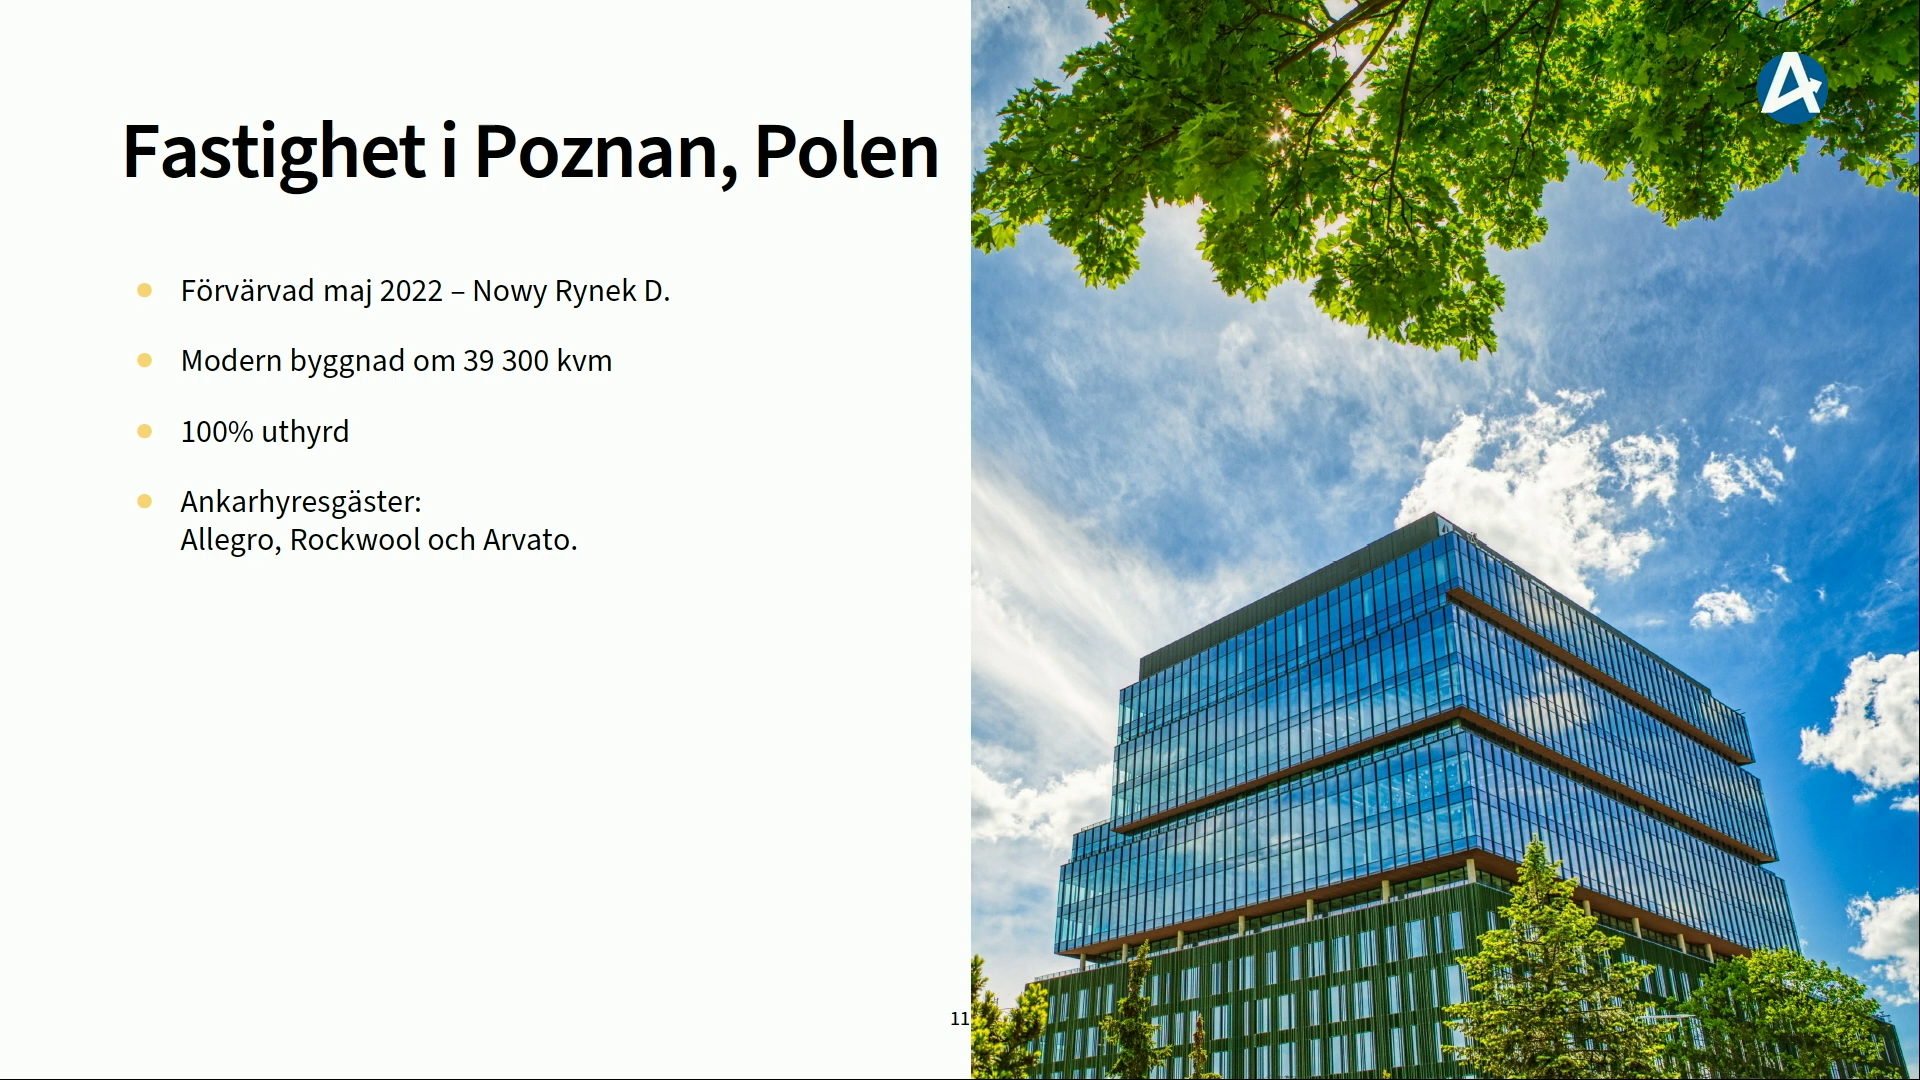 Fastighet i Poznan, Polen
Förvärvad maj 2022 – Nowy Rynek D.
Modern byggnad om 39 300 kvm
100% uthyrd
Ankarhyresgäster:
Allegro, Rockwool och Arvato.
11